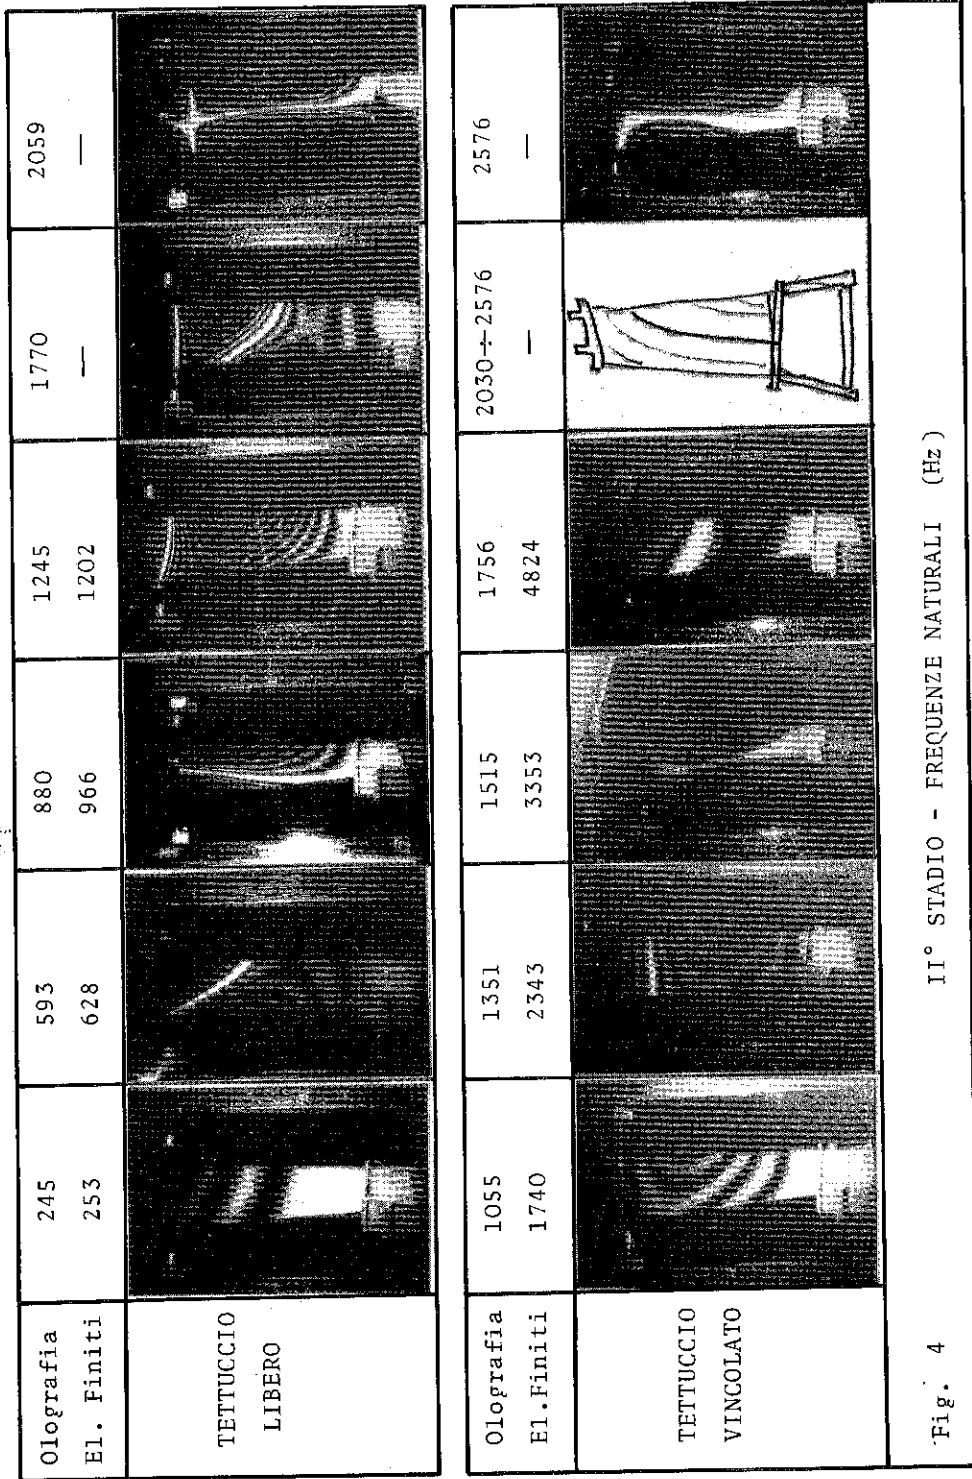 Olografia 245 593 880 1245 1770 2059
El. Finiti 253 628 966 1202 — —
TETTUCCIO
LIBERO
Olografia 1055 1351 1515 1756 2030÷2576 2576
El.Finiti 1740 2343 3353 4824 — —
TETTUCCIO
VINCOLATO
Fig. 4 II° STADIO - FREQUENZE NATURALI (Hz)